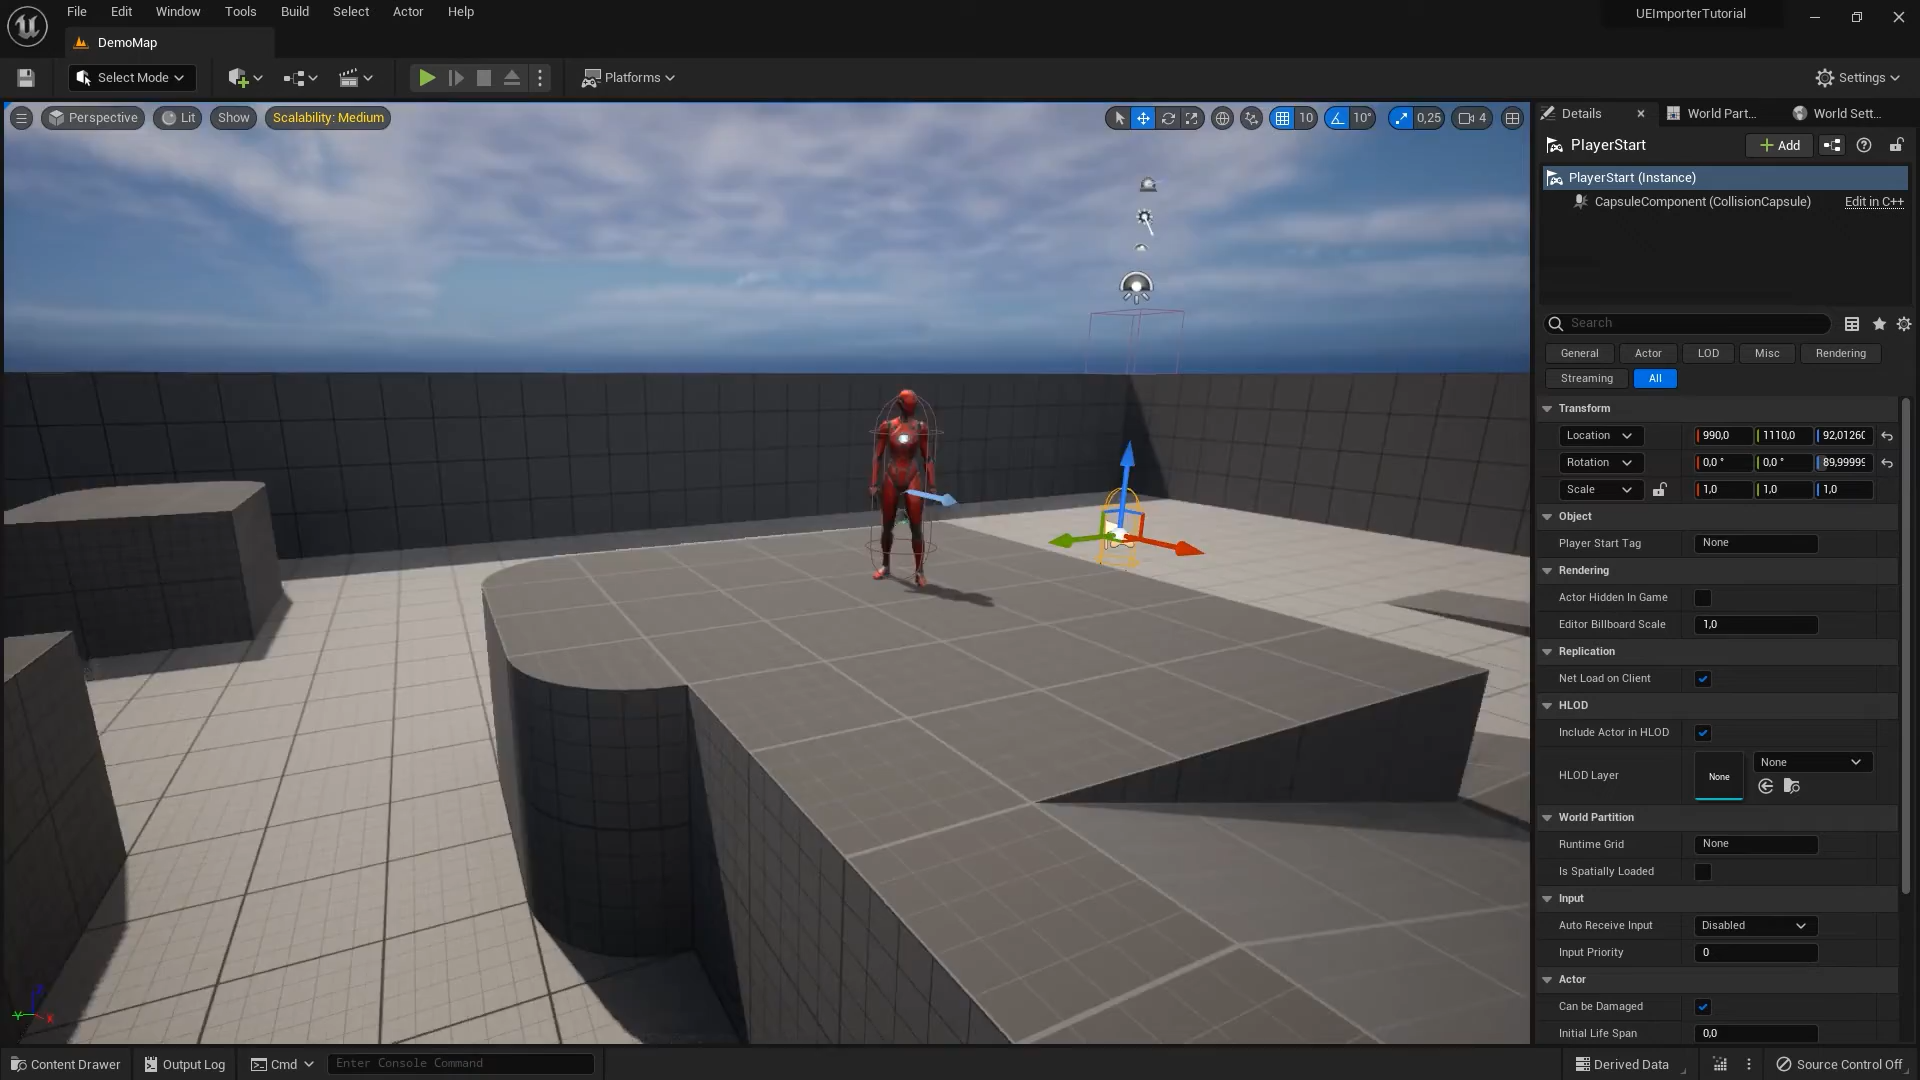 File Edit Window Tools Build Select Actor Help
UEImporterTutorial
DemoMap
Select Mode
Platforms
Settings
Perspective Lit Show Scalability: Medium
10 10° 0,25 4
Details World Part... World Sett...
PlayerStart
Add
PlayerStart (Instance)
CapsuleComponent (CollisionCapsule) Edit in C++
Search
General Actor LOD Misc Rendering
Streaming All
Transform
Location 990,0 1110,0 92,01260
Rotation 0,0 ° 0,0 ° 89,99999
Scale 1,0 1,0 1,0
Object
Player Start Tag None
Rendering
Actor Hidden In Game
Editor Billboard Scale 1,0
Replication
Net Load on Client
HLOD
Include Actor in HLOD
HLOD Layer None None
World Partition
Runtime Grid None
Is Spatially Loaded
Input
Auto Receive Input Disabled
Input Priority 0
Actor
Can be Damaged
Initial Life Span 0,0
Content Drawer Output Log Cmd Enter Console Command
Derived Data Source Control Off